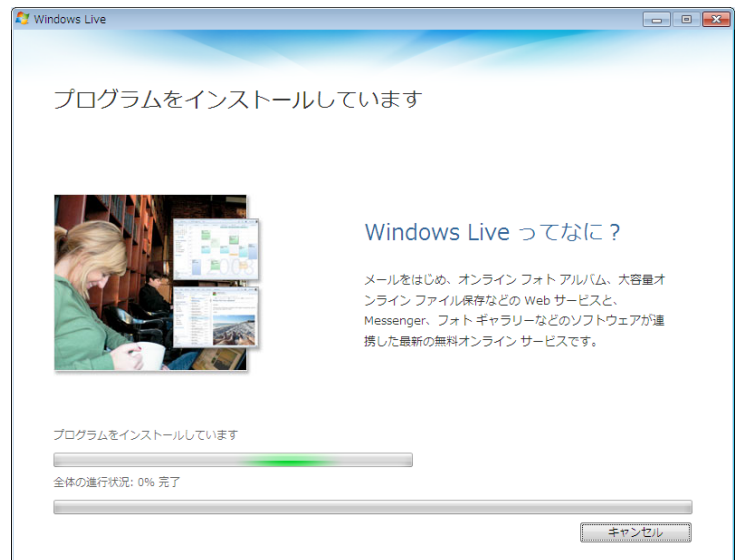 Windows Live
プログラムをインストールしています
Windows Live ってなに？
メールをはじめ、オンライン フォト アルバム、大容量オ
ンライン ファイル保存などの Web サービスと、
Messenger、フォト ギャラリーなどのソフトウェアが連
携した最新の無料オンライン サービスです。
プログラムをインストールしています
全体の進行状況: 0% 完了
キャンセル